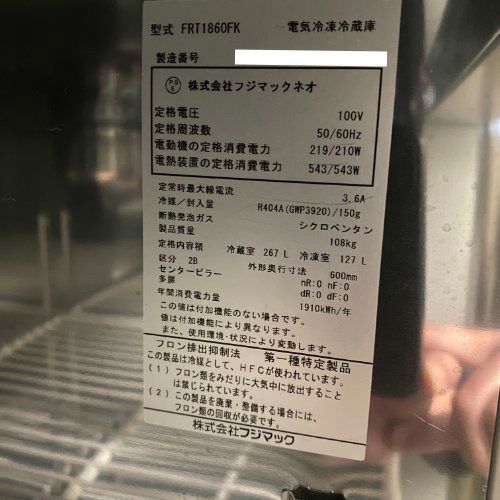 型式 FRT1860FK 電気冷凍冷蔵庫
製造番号
PSE 株式会社フジマックネオ
定格電圧 100V
定格周波数 50/60Hz
電動機の定格消費電力 219/210W
電熱装置の定格消費電力 543/543W
定常時最大線電流 3.6A
冷媒/封入量 R404A(GWP3920)/150g
断熱発泡ガス シクロペンタン
製品質量 108kg
定格内容積 冷蔵室 267 L 冷凍室 127 L
区分 2B 外形奥行寸法 600mm
センターピラー nR:0 nF:0
多扉 dR:0 dF:0
年間消費電力量 1910kWh/年
この値は付加機能のない場合です。
値は付加機能により異なります。
また、使用環境・状況により変動します。
フロン排出抑制法 第一種特定製品
この製品は冷媒として、HFCが使われています。
(1) フロン類をみだりに大気中に放出すること
は禁じられています。
(2) この製品を廃棄・整備する場合には、
フロン類の回収が必要です。
株式会社フジマック